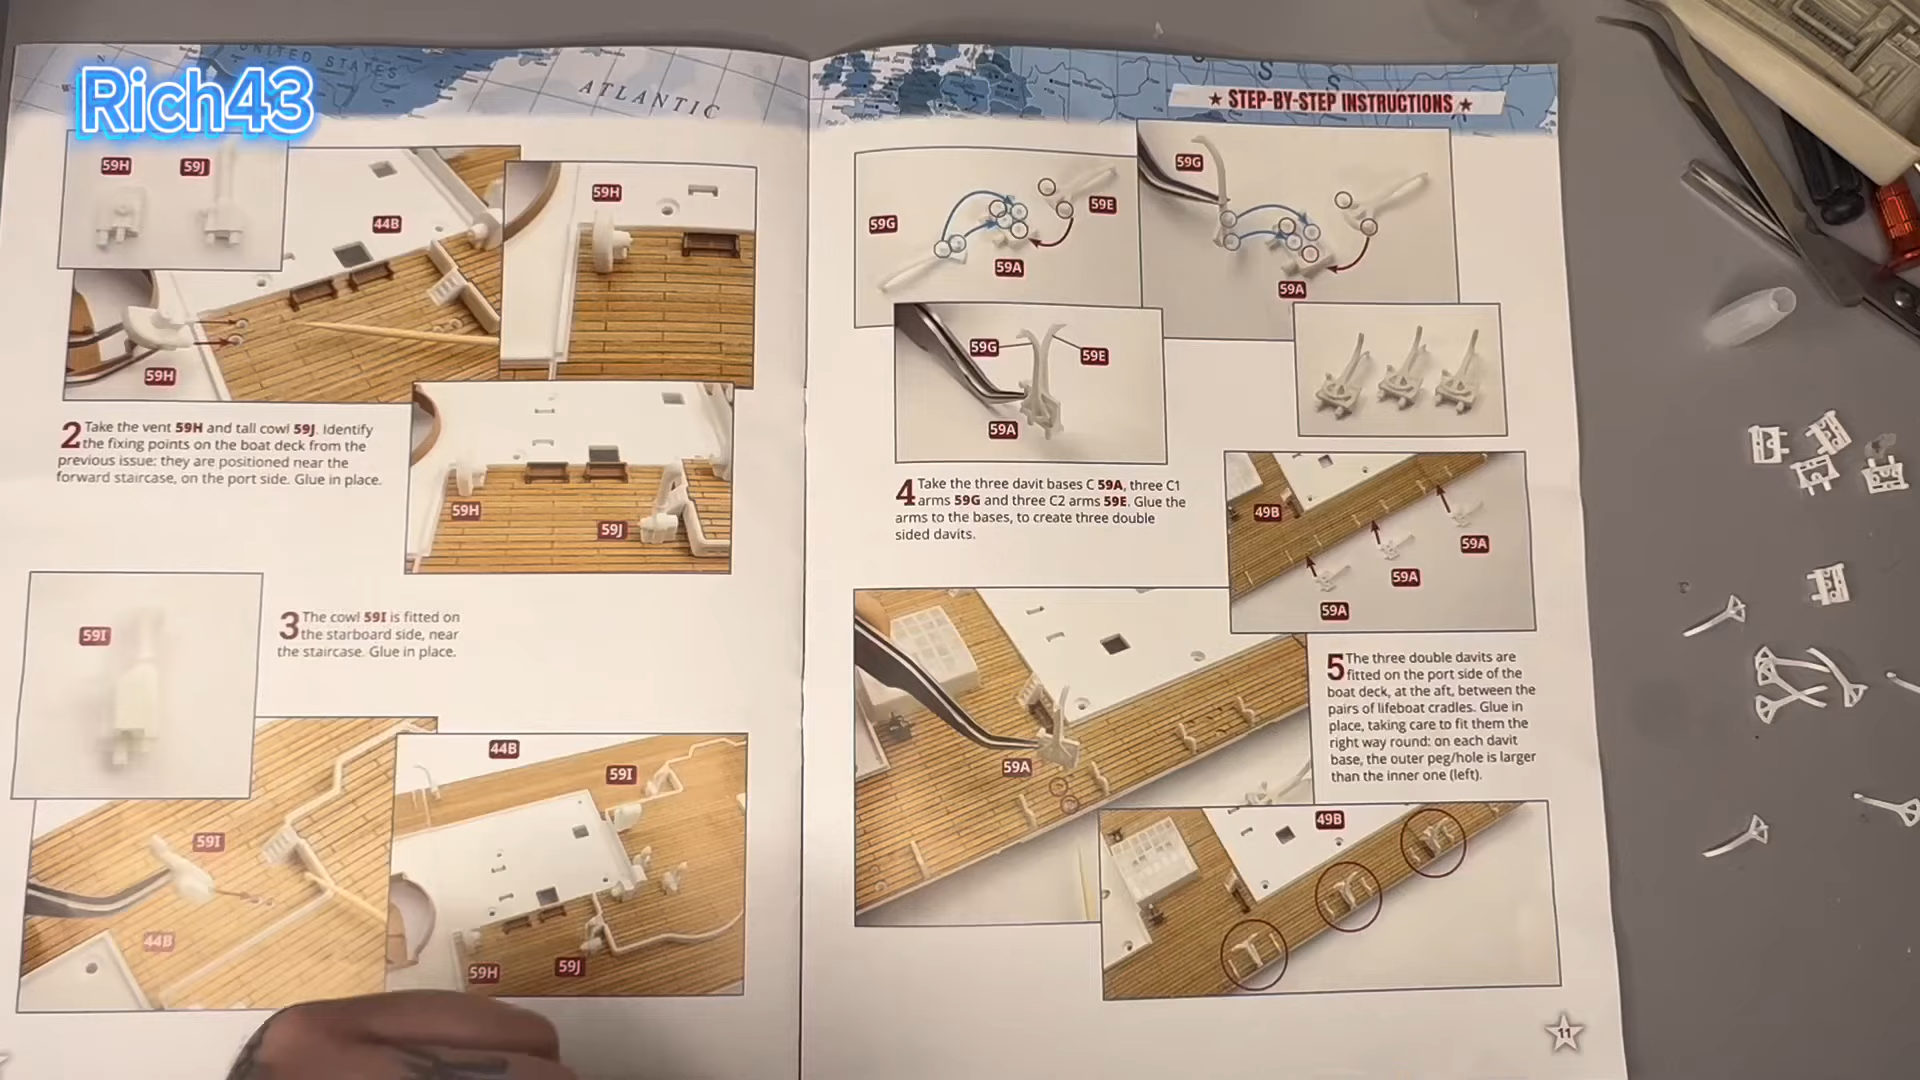 Rich43
UNITED STATES
ATLANTIC
★ STEP-BY-STEP INSTRUCTIONS ★
59H
59J
44B
59H
59H
2 Take the vent 59H and tall cowl 59J. Identify
the fixing points on the boat deck from the
previous issue: they are positioned near the
forward staircase, on the port side. Glue in place.
59H
59J
59I
3 The cowl 59I is fitted on
the starboard side, near
the staircase. Glue in place.
59I
44B
44B
59I
59H
59J
59G
59E
59A
59G
59A
59G
59E
59A
4 Take the three davit bases C 59A, three C1
arms 59G and three C2 arms 59E. Glue the
arms to the bases, to create three double
sided davits.
49B
59A
59A
59A
59A
5 The three double davits are
fitted on the port side of the
boat deck, at the aft, between the
pairs of lifeboat cradles. Glue in
place, taking care to fit them the
right way round: on each davit
base, the outer peg/hole is larger
than the inner one (left).
49B
11